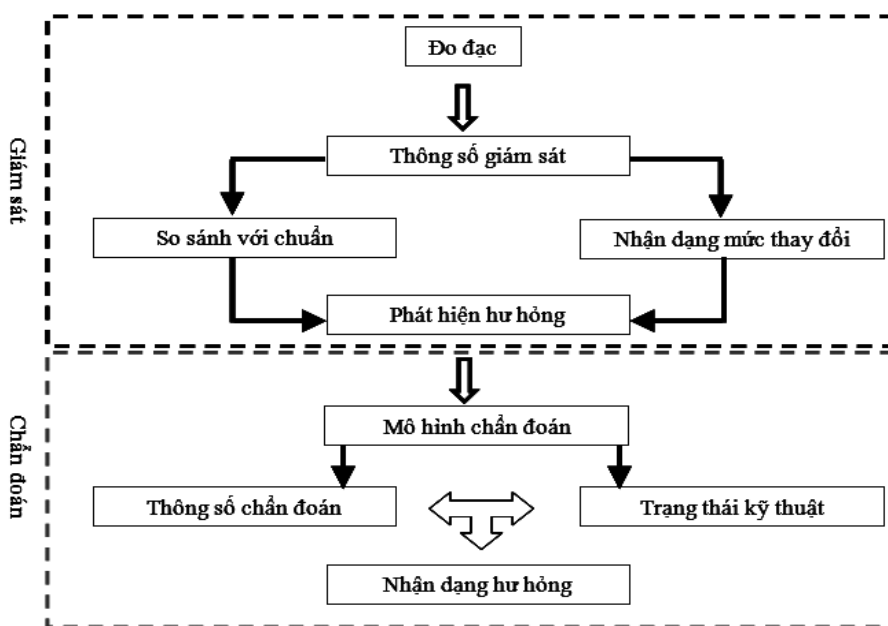 Đo đạc
Giám sát
Thông số giám sát
So sánh với chuẩn
Nhận dạng mức thay đổi
Phát hiện hư hỏng
Chẩn đoán
Mô hình chẩn đoán
Thông số chẩn đoán
Trạng thái kỹ thuật
Nhận dạng hư hỏng